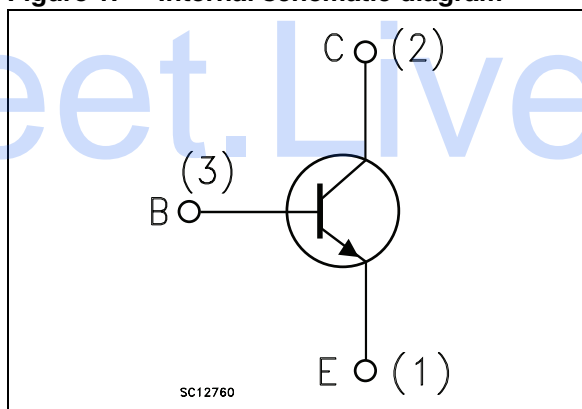 Figure 1. Internal schematic diagram
C (2)
eet.Live
(3)
B
E (1)
SC12760